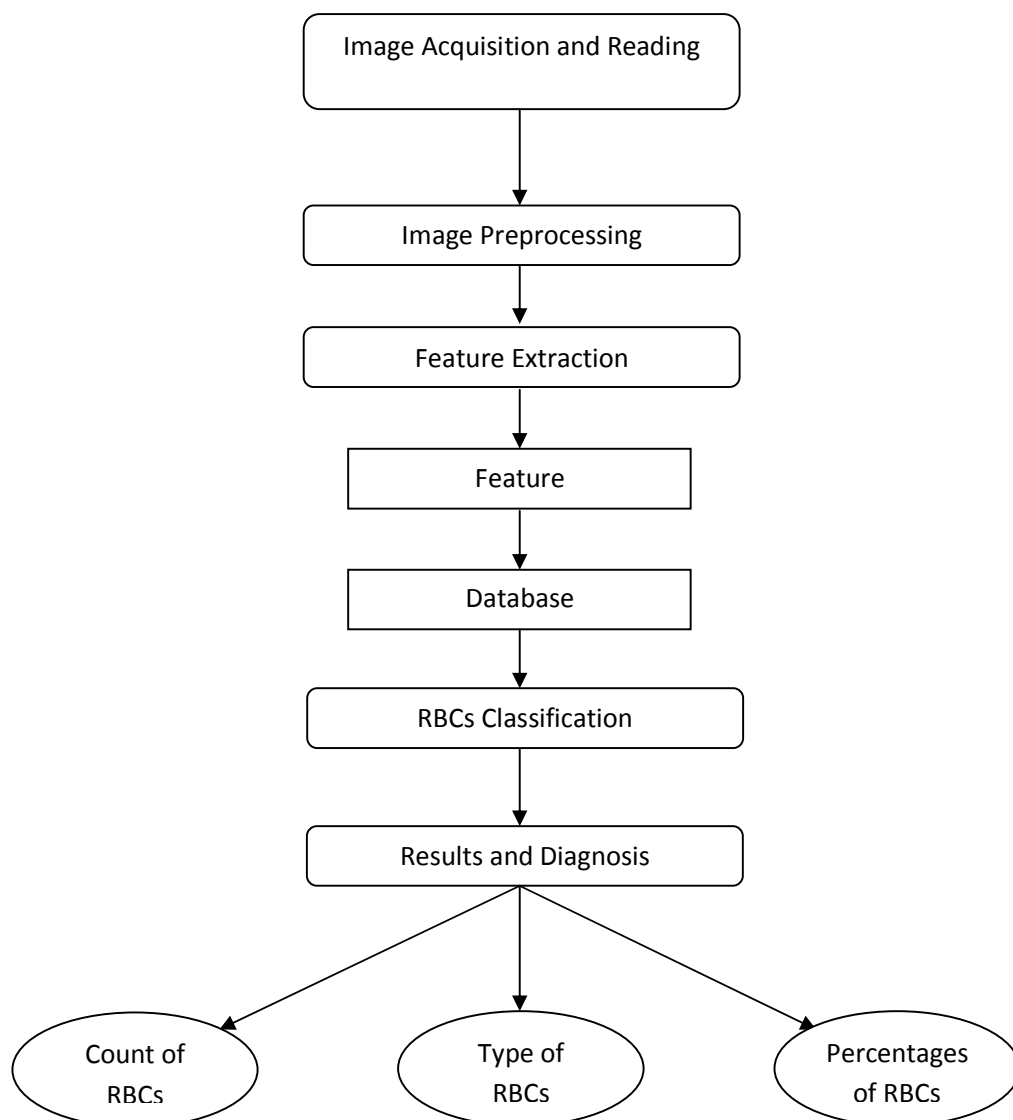 Image Acquisition and Reading
Image Preprocessing
Feature Extraction
Feature
Database
RBCs Classification
Results and Diagnosis
Count of
RBCs
Type of
RBCs
Percentages
of RBCs